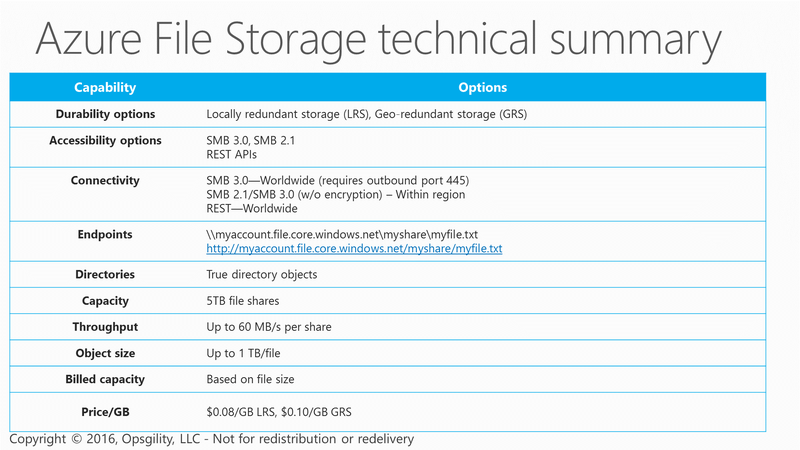 Azure File Storage technical summary
Capability Options
Durability options Locally redundant storage (LRS), Geo-redundant storage (GRS)
Accessibility options SMB 3.0, SMB 2.1
REST APIs
Connectivity SMB 3.0—Worldwide (requires outbound port 445)
SMB 2.1/SMB 3.0 (w/o encryption) – Within region
REST—Worldwide
Endpoints \\myaccount.file.core.windows.net\myshare\myfile.txt
http://myaccount.file.core.windows.net/myshare/myfile.txt
Directories True directory objects
Capacity 5TB file shares
Throughput Up to 60 MB/s per share
Object size Up to 1 TB/file
Billed capacity Based on file size
Price/GB $0.08/GB LRS, $0.10/GB GRS
Copyright © 2016, Opsgility, LLC - Not for redistribution or redelivery